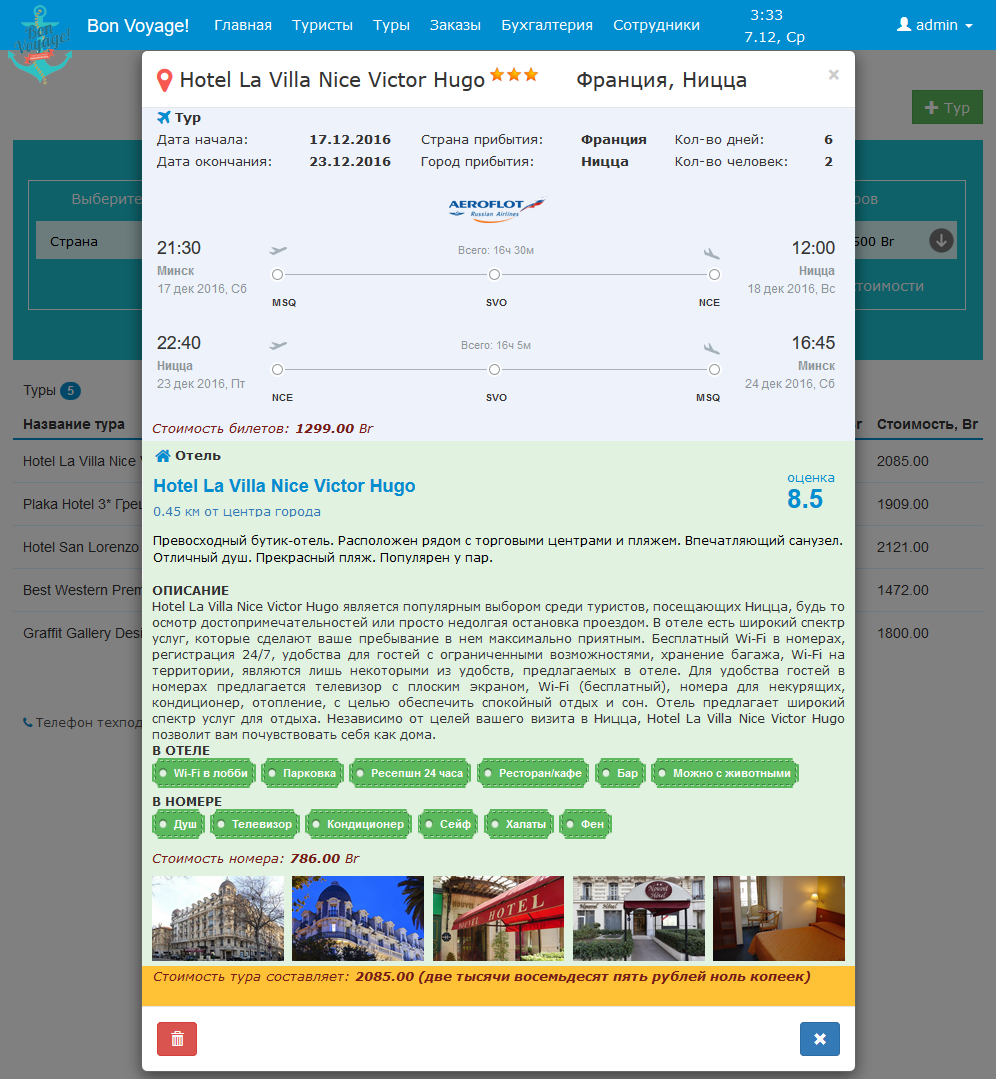 Bon Voyage!
Bon Voyage! Главная Туристы Туры Заказы Бухгалтерия Сотрудники
3:33
7.12, Ср
admin
Hotel La Villa Nice Victor Hugo Франция, Ницца ×
Тур
Тур
Дата начала: 17.12.2016 Страна прибытия: Франция Кол-во дней: 6
Дата окончания: 23.12.2016 Город прибытия: Ницца Кол-во человек: 2
Выберите
Страна
500 Br
AEROFLOT
Russian Airlines
21:30 Всего: 16ч 30м 12:00
Минск Ницца
17 дек 2016, Сб 18 дек 2016, Вс
MSQ SVO NCE
22:40 Всего: 16ч 5м 16:45
Ницца Минск
23 дек 2016, Пт 24 дек 2016, Сб
NCE SVO MSQ
Стоимость билетов: 1299.00 Br
Туры 5
Название тура Стоимость, Br
Hotel La Villa Nice 2085.00
Plaka Hotel 3* 1909.00
Hotel San Lorenzo 2121.00
Best Western 1472.00
Graffit Gallery 1800.00
Телефон
Отель
Hotel La Villa Nice Victor Hugo
оценка
8.5
0.45 км от центра города
Превосходный бутик-отель. Расположен рядом с торговыми центрами и пляжем. Впечатляющий санузел.
Отличный душ. Прекрасный пляж. Популярен у пар.
ОПИСАНИЕ
Hotel La Villa Nice Victor Hugo является популярным выбором среди туристов, посещающих Ницца, будь то
осмотр достопримечательностей или просто недолгая остановка проездом. В отеле есть широкий спектр
услуг, которые сделают ваше пребывание в нем максимально приятным. Бесплатный Wi-Fi в номерах,
регистрация 24/7, удобства для гостей с ограниченными возможностями, хранение багажа, Wi-Fi на
территории, являются лишь некоторыми из удобств, предлагаемых в отеле. Для удобства гостей в
номерах предлагается телевизор с плоским экраном, Wi-Fi (бесплатный), номера для некурящих,
кондиционер, отопление, с целью обеспечить спокойный отдых и сон. Отель предлагает широкий
спектр услуг для отдыха. Независимо от целей вашего визита в Ницца, Hotel La Villa Nice Victor Hugo
позволит вам почувствовать себя как дома.
В ОТЕЛЕ
Wi-Fi в лобби Парковка Ресепшн 24 часа Ресторан/кафе Бар Можно с животными
В НОМЕРЕ
Душ Телевизор Кондиционер Сейф Халаты Фен
Стоимость номера: 786.00 Br
HOTEL
Стоимость тура составляет: 2085.00 (две тысячи восемьдесят пять рублей ноль копеек)